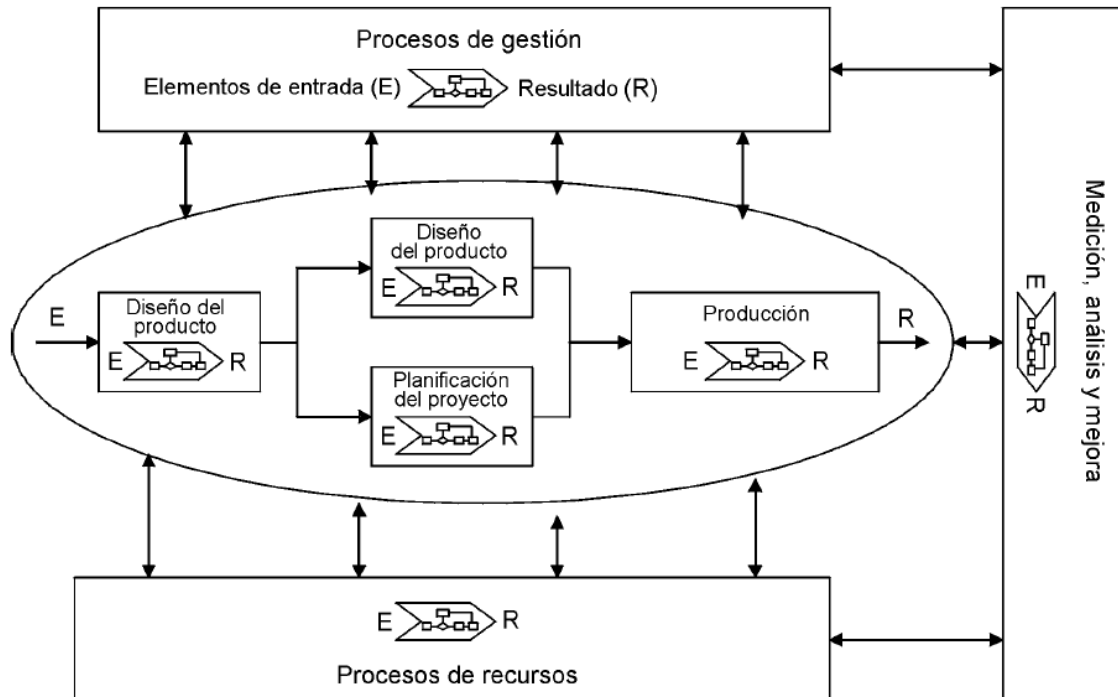 Procesos de gestión
Elementos de entrada (E) Resultado (R)
E
Diseño del
producto
E R
Diseño
del producto
E R
Planificación
del proyecto
E R
Producción
E R
R
E R
Procesos de recursos
Medición, análisis y mejora
E R